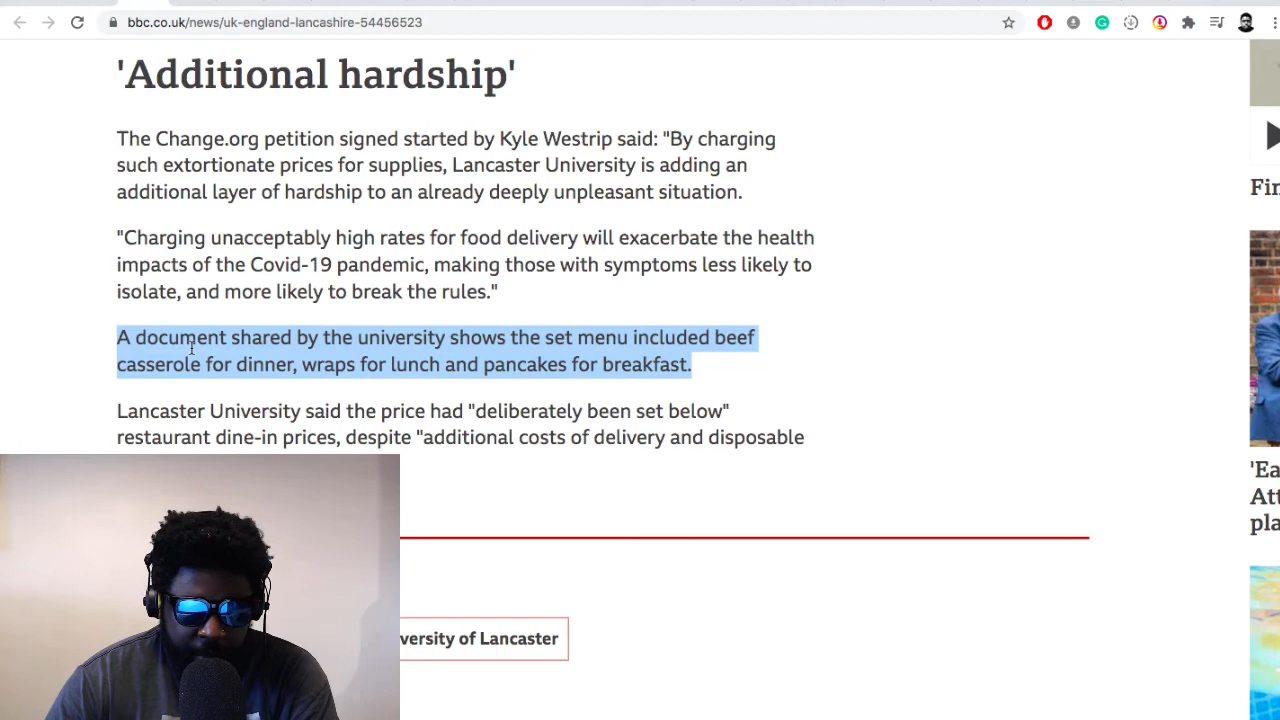 bbc.co.uk/news/uk-england-lancashire-54456523
'Additional hardship'
The Change.org petition signed started by Kyle Westrip said: "By charging
such extortionate prices for supplies, Lancaster University is adding an
additional layer of hardship to an already deeply unpleasant situation.
"Charging unacceptably high rates for food delivery will exacerbate the health
impacts of the Covid-19 pandemic, making those with symptoms less likely to
isolate, and more likely to break the rules."
A document shared by the university shows the set menu included beef
casserole for dinner, wraps for lunch and pancakes for breakfast.
Lancaster University said the price had "deliberately been set below"
restaurant dine-in prices, despite "additional costs of delivery and disposable
versity of Lancaster
Fin
'Ea
Att
pla